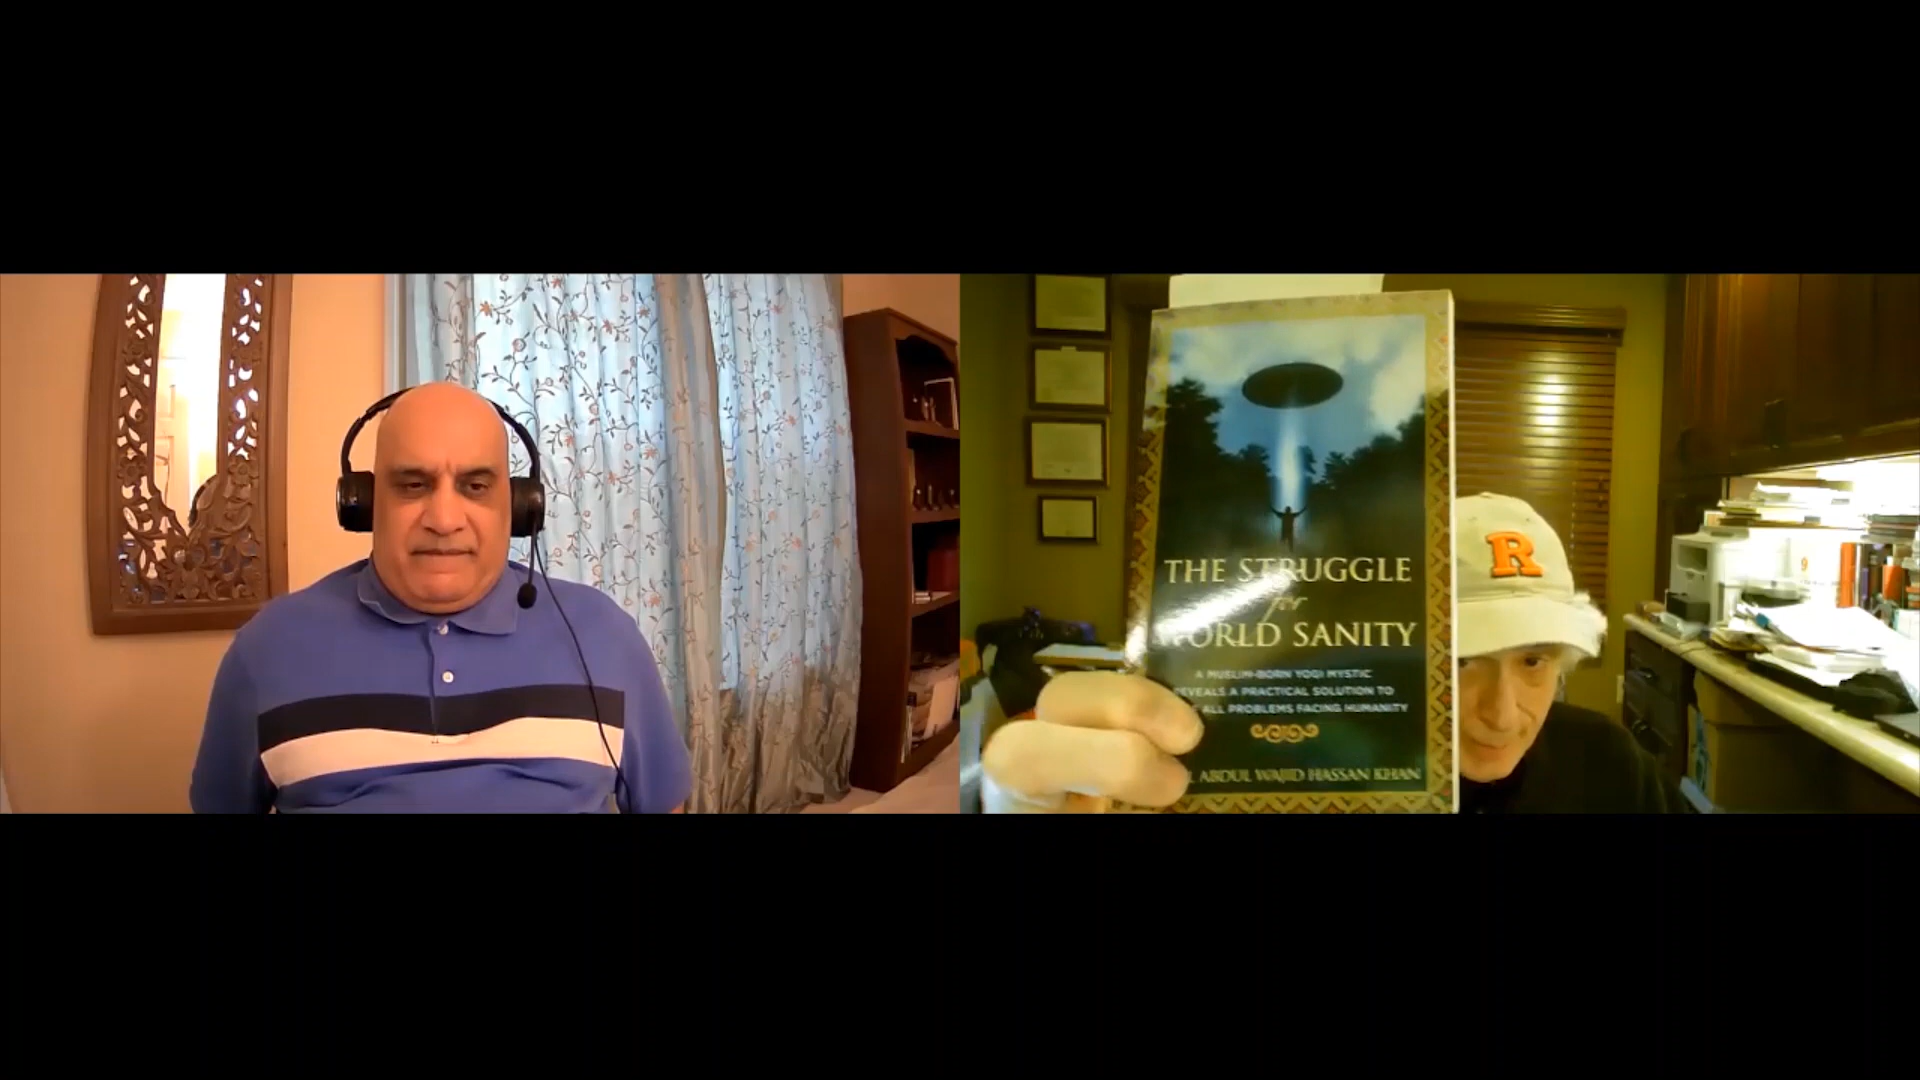 THE STRUGGLE
for
WORLD SANITY
A MUSLIM-BORN YOGI MYSTIC
REVEALS A PRACTICAL SOLUTION TO
ALL PROBLEMS FACING HUMANITY
ABDUL WAJID HASSAN KHAN
R